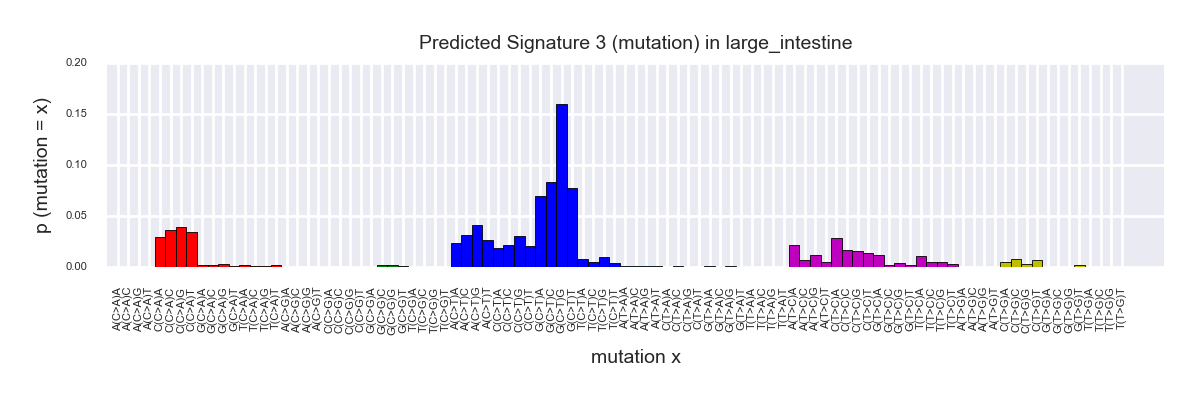 Predicted Signature 3 (mutation) in large_intestine
p (mutation = x)
0.20
0.15
0.10
0.05
0.00
A(C>A)A
A(C>A)C
A(C>A)G
A(C>A)T
C(C>A)A
C(C>A)C
C(C>A)G
C(C>A)T
G(C>A)A
G(C>A)C
G(C>A)G
G(C>A)T
T(C>A)A
T(C>A)C
T(C>A)G
T(C>A)T
A(C>G)A
A(C>G)C
A(C>G)G
A(C>G)T
C(C>G)A
C(C>G)C
C(C>G)G
C(C>G)T
G(C>G)A
G(C>G)C
G(C>G)G
G(C>G)T
T(C>G)A
T(C>G)C
T(C>G)G
T(C>G)T
A(C>T)A
A(C>T)C
A(C>T)G
A(C>T)T
C(C>T)A
C(C>T)C
C(C>T)G
C(C>T)T
G(C>T)A
G(C>T)C
G(C>T)G
G(C>T)T
T(C>T)A
T(C>T)C
T(C>T)G
T(C>T)T
A(T>A)A
A(T>A)C
A(T>A)G
A(T>A)T
C(T>A)A
C(T>A)C
C(T>A)G
C(T>A)T
G(T>A)A
G(T>A)C
G(T>A)G
G(T>A)T
T(T>A)A
T(T>A)C
T(T>A)G
T(T>A)T
A(T>C)A
A(T>C)C
A(T>C)G
A(T>C)T
C(T>C)A
C(T>C)C
C(T>C)G
C(T>C)T
G(T>C)A
G(T>C)C
G(T>C)G
G(T>C)T
T(T>C)A
T(T>C)C
T(T>C)G
T(T>C)T
A(T>G)A
A(T>G)C
A(T>G)G
A(T>G)T
C(T>G)A
C(T>G)C
C(T>G)G
C(T>G)T
G(T>G)A
G(T>G)C
G(T>G)G
G(T>G)T
T(T>G)A
T(T>G)C
T(T>G)G
T(T>G)T
mutation x